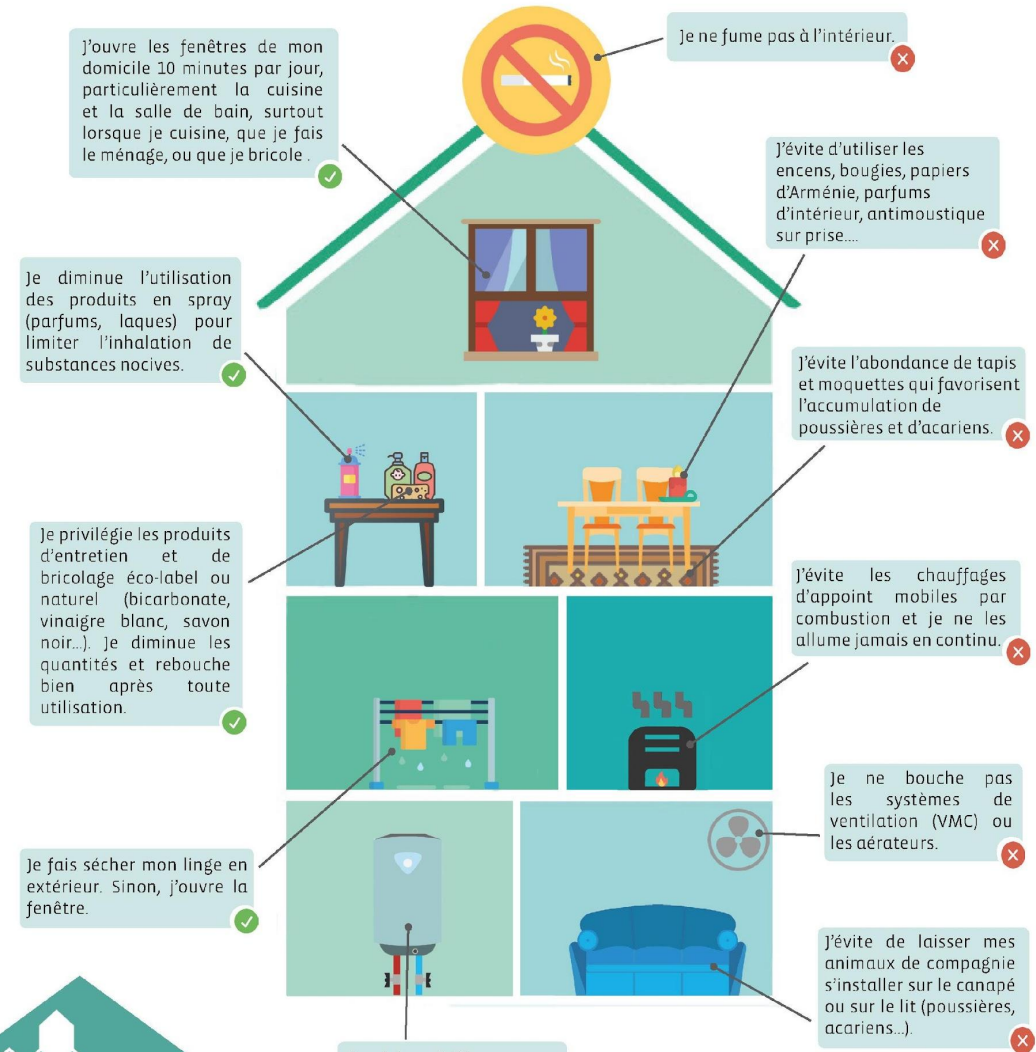 J'ouvre les fenêtres de mon
domicile 10 minutes par jour,
particulièrement la cuisine
et la salle de bain, surtout
lorsque je cuisine, que je fais
le ménage, ou que je bricole .
Je ne fume pas à l'intérieur.
J'évite d'utiliser les
encens, bougies, papiers
d'Arménie, parfums
d'intérieur, antimoustique
sur prise....
Je diminue l'utilisation
des produits en spray
(parfums, laques) pour
limiter l'inhalation de
substances nocives.
J'évite l'abondance de tapis
et moquettes qui favorisent
l'accumulation de
poussières et d'acariens.
Je privilégie les produits
d'entretien et de
bricolage éco-label ou
naturel (bicarbonate,
vinaigre blanc, savon
noir...). Je diminue les
quantités et rebouche
bien après toute
utilisation.
J'évite les chauffages
d'appoint mobiles par
combustion et je ne les
allume jamais en continu.
Je ne bouche pas
les systèmes de
ventilation (VMC) ou
les aérateurs.
Je fais sécher mon linge en
extérieur. Sinon, j'ouvre la
fenêtre.
J'évite de laisser mes
animaux de compagnie
s'installer sur le canapé
ou sur le lit (poussières,
acariens...).